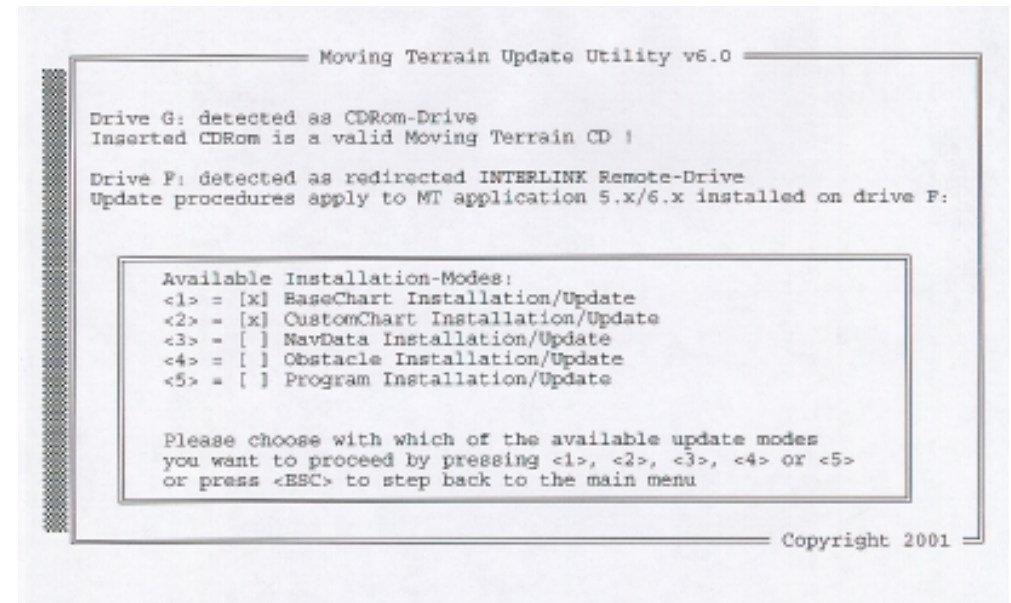 Moving Terrain Update Utility v6.0
Drive G: detected as CDRom-Drive
Inserted CDRom is a valid Moving Terrain CD !
Drive F: detected as redirected INTERLINK Remote-Drive
Update procedures apply to MT application 5.x/6.x installed on drive F:
Available Installation-Modes:
<1> = [x] BaseChart Installation/Update
<2> = [x] CustomChart Installation/Update
<3> = [ ] NavData Installation/Update
<4> = [ ] Obstacle Installation/Update
<5> = [ ] Program Installation/Update
Please choose with which of the available update modes
you want to proceed by pressing <1>, <2>, <3>, <4> or <5>
or press <ESC> to step back to the main menu
Copyright 2001